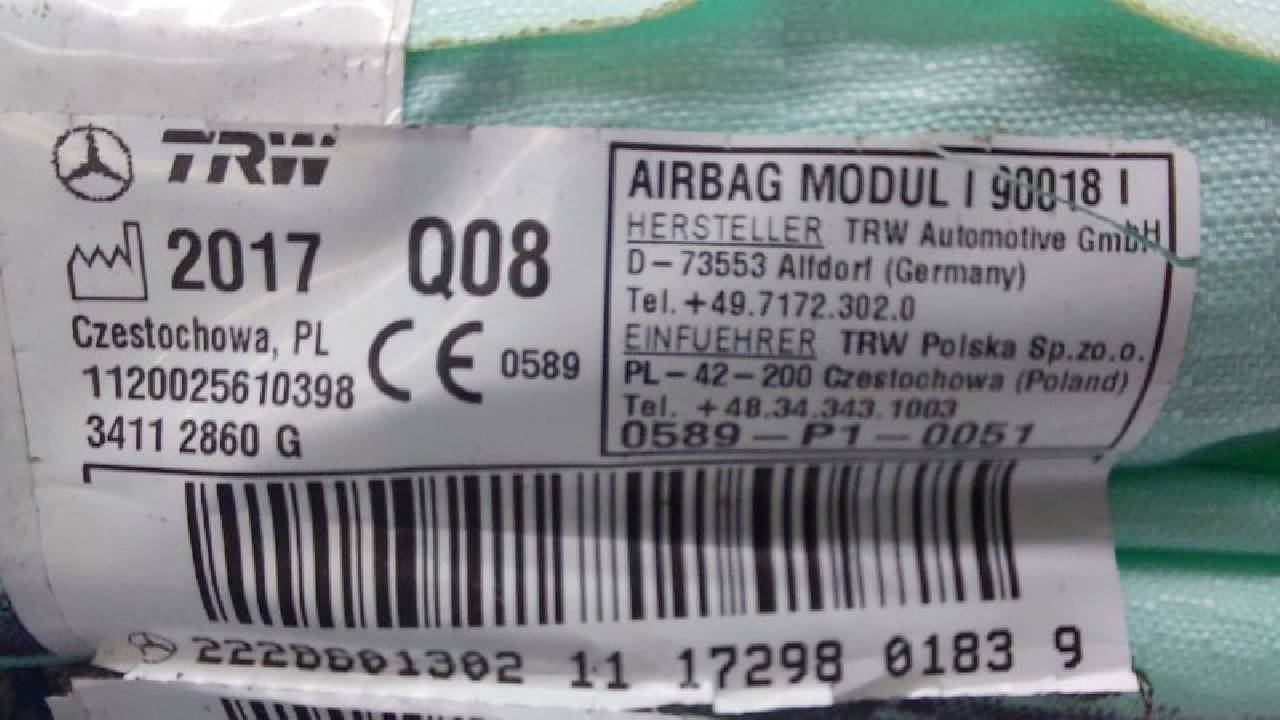 TRW
2017 Q08
Czestochowa, PL
1120025610398
CE 0589
3411 2860 G
AIRBAG MODUL I 90018 I
HERSTELLER TRW Automotive GmbH
D-73553 Alfdorf (Germany)
Tel. +49.7172.302.0
EINFUEHRER TRW Polska Sp.zo.o.
PL-42-200 Czestochowa (Poland)
Tel. +48.34.343.1003
0589-P1-0051
11 17298 0183 9